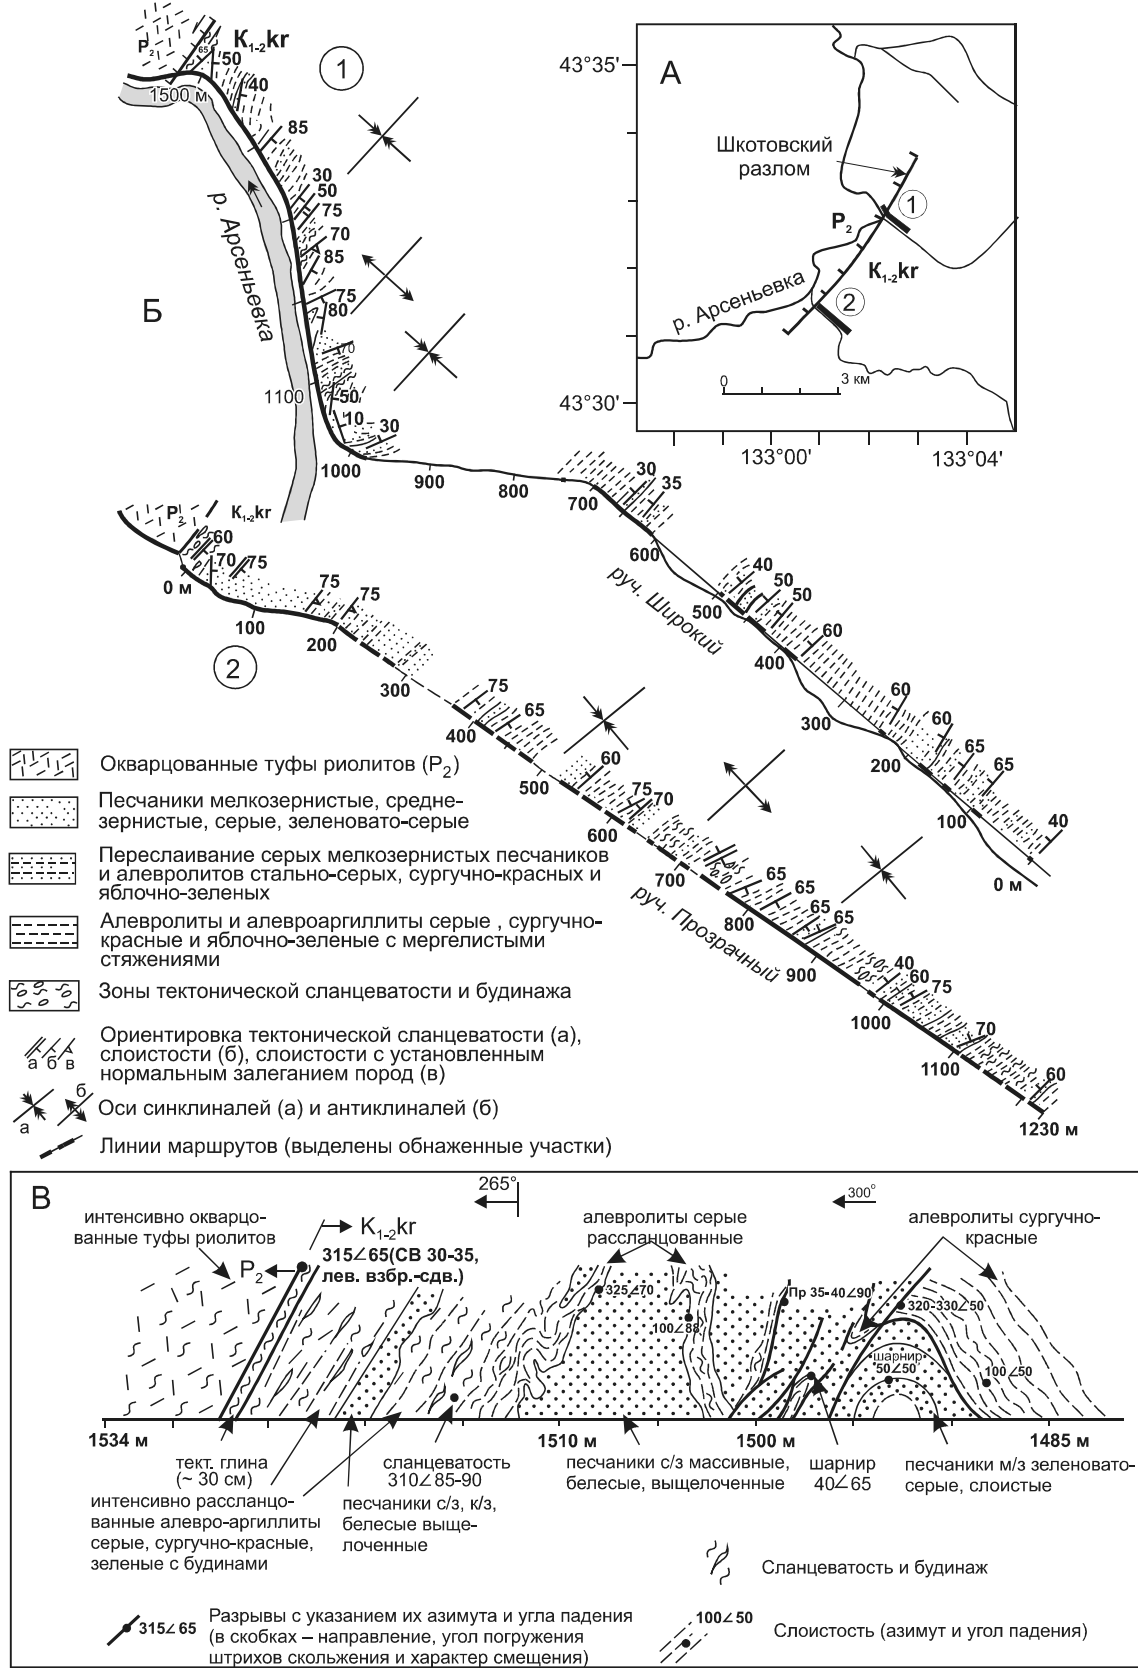 P2
65
K1-2kr
50
1
1500 м
40
85
30
50
75
70
85
75
80
70
1100
50
10
30
р. Арсеньевка
Б
1000
900
800
700
30
35
600
руч. Широкий
40
50
50
500
60
400
300
60
60
200
65
65
100
40
0 м
А
43°35'
Шкотовский
разлом
1
P2
K1-2kr
2
р. Арсеньевка
0
3 км
43°30'
133°00'
133°04'
P2
K1-2kr
60
70
75
0 м
100
75
75
200
2
300
75
65
400
500
60
75
70
600
700
руч. Прозрачный
65
65
800
65
65
900
40
60
75
1000
70
1100
60
1230 м
Окварцованные туфы риолитов (P2)
Песчаники мелкозернистые, средне-
зернистые, серые, зеленовато-серые
Переслаивание серых мелкозернистых песчаников
и алевролитов стально-серых, сургучно-красных и
яблочно-зеленых
Алевролиты и алевроаргиллиты серые , сургучно-
красные и яблочно-зеленые с мергелистыми
стяжениями
Зоны тектонической сланцеватости и будинажа
а б в
Ориентировка тектонической сланцеватости (а),
слоистости (б), слоистости с установленным
нормальным залеганием пород (в)
а
б
Оси синклиналей (а) и антиклиналей (б)
Линии маршрутов (выделены обнаженные участки)
В
265°
300°
интенсивно окварцо-
ванные туфы риолитов
K1-2kr
P2
315∠65(СВ 30-35,
лев. взбр.-сдв.)
алевролиты серые
рассланцованные
алевролиты сургучно-
красные
325∠70
100∠88
Пр 35-40∠90
320-330∠50
шарнир
50∠50
100∠50
1534 м
1510 м
1500 м
1485 м
тект. глина
(~ 30 см)
сланцеватость
310∠85-90
песчаники с/з массивные,
белесые, выщелоченные
шарнир
40∠65
песчаники м/з зеленовато-
серые, слоистые
интенсивно рассланцо-
ванные алевро-аргиллиты
серые, сургучно-красные,
зеленые с будинами
песчаники с/з, к/з,
белесые выще-
лоченные
Сланцеватость и будинаж
315∠65
Разрывы с указанием их азимута и угла падения
(в скобках – направление, угол погружения
штрихов скольжения и характер смещения)
100∠50
Слоистость (азимут и угол падения)